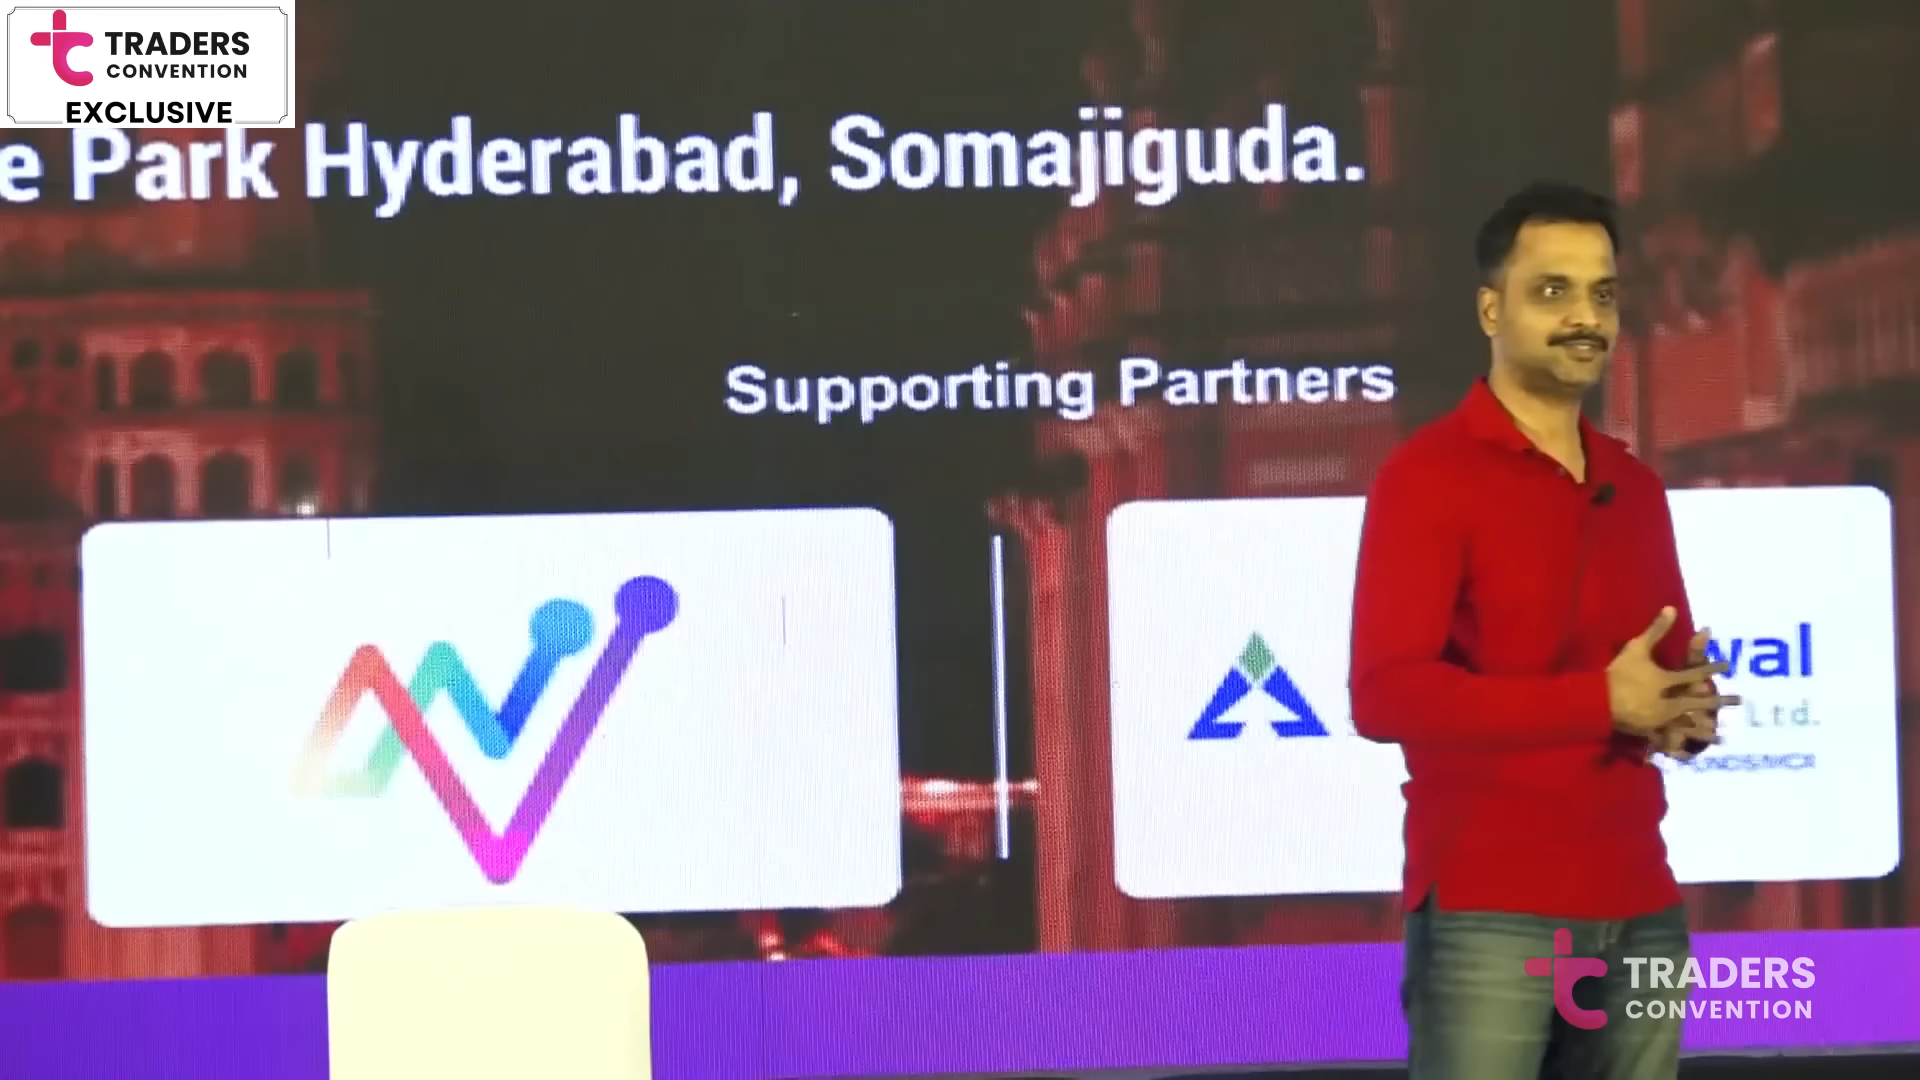 TRADERS
CONVENTION
EXCLUSIVE
e Park Hyderabad, Somajiguda.
Supporting Partners
wal
Ltd.
TRADERS
CONVENTION